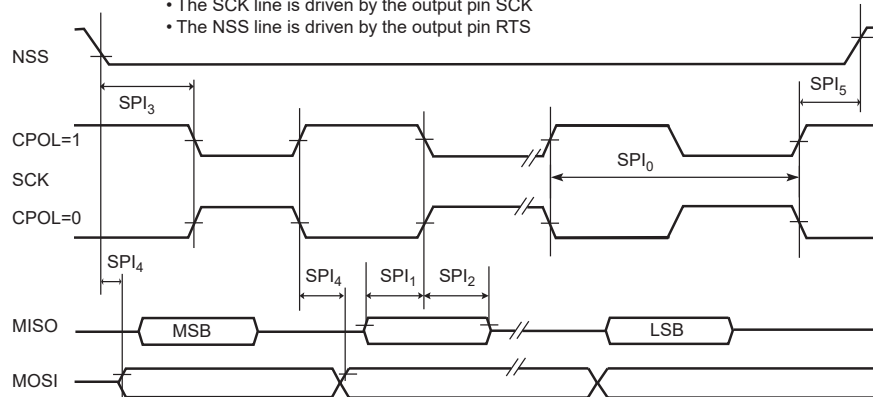 • The SCK line is driven by the output pin SCK
• The NSS line is driven by the output pin RTS
NSS
SPI3
SPI5
CPOL=1
SPI0
SCK
CPOL=0
SPI4
SPI4
SPI1
SPI2
MISO
MSB
LSB
MOSI